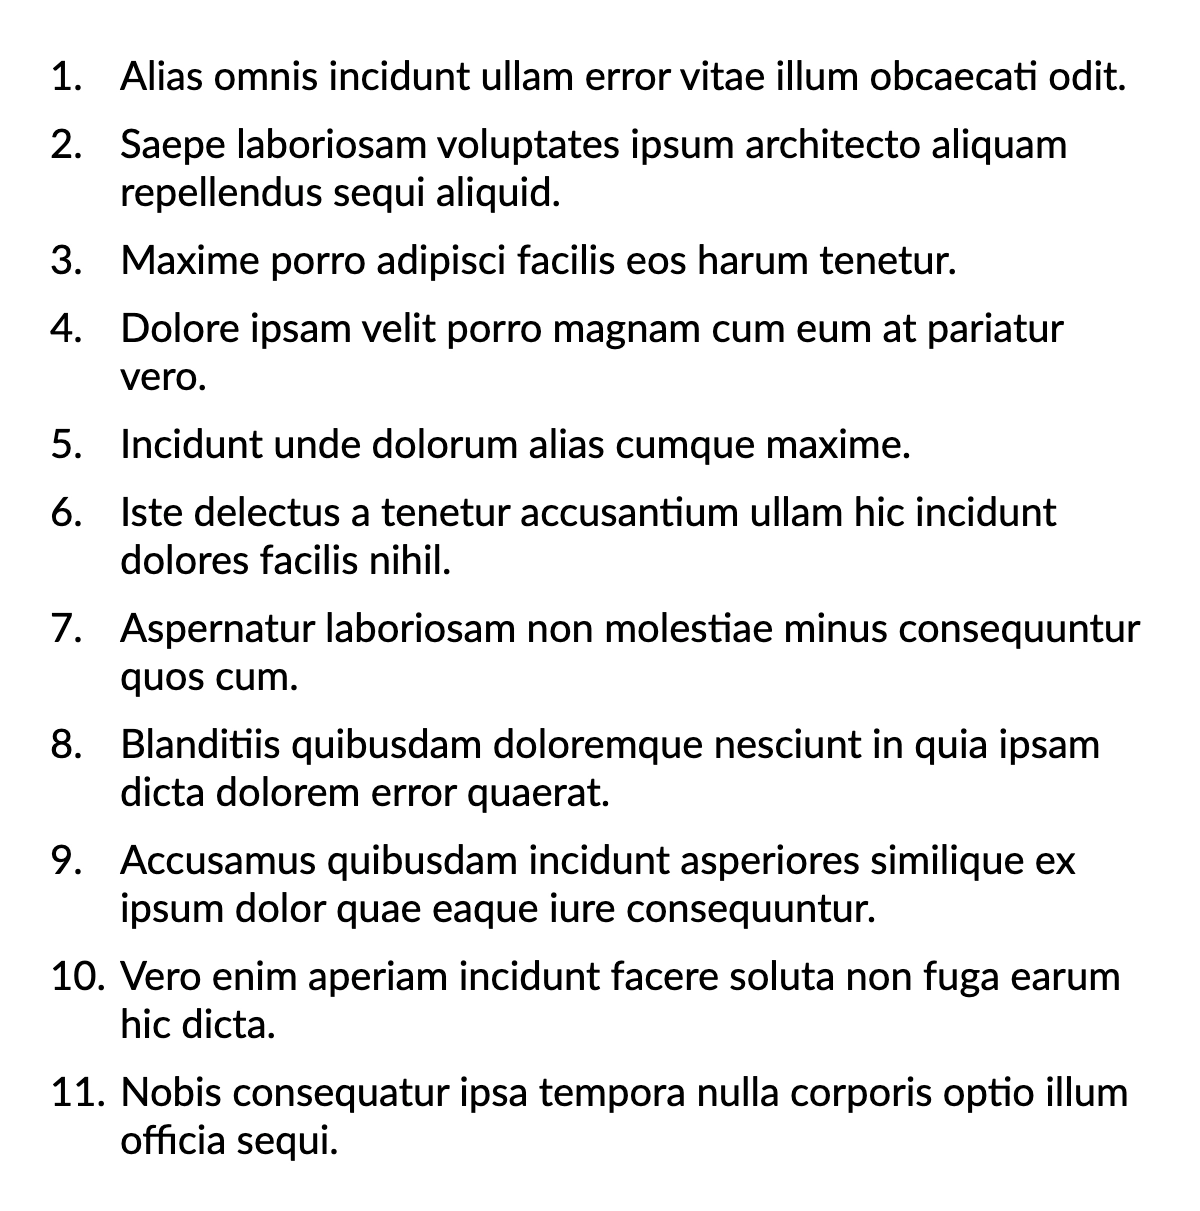 1. Alias omnis incidunt ullam error vitae illum obcaecati odit.
2. Saepe laboriosam voluptates ipsum architecto aliquam
repellendus sequi aliquid.
3. Maxime porro adipisci facilis eos harum tenetur.
4. Dolore ipsam velit porro magnam cum eum at pariatur
vero.
5. Incidunt unde dolorum alias cumque maxime.
6. Iste delectus a tenetur accusantium ullam hic incidunt
dolores facilis nihil.
7. Aspernatur laboriosam non molestiae minus consequuntur
quos cum.
8. Blanditiis quibusdam doloremque nesciunt in quia ipsam
dicta dolorem error quaerat.
9. Accusamus quibusdam incidunt asperiores similique ex
ipsum dolor quae eaque iure consequuntur.
10. Vero enim aperiam incidunt facere soluta non fuga earum
hic dicta.
11. Nobis consequatur ipsa tempora nulla corporis optio illum
officia sequi.